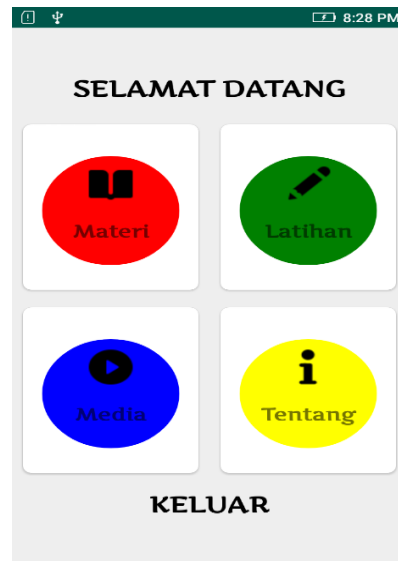 8:28 PM
SELAMAT DATANG
Materi
Latihan
Media
Tentang
KELUAR